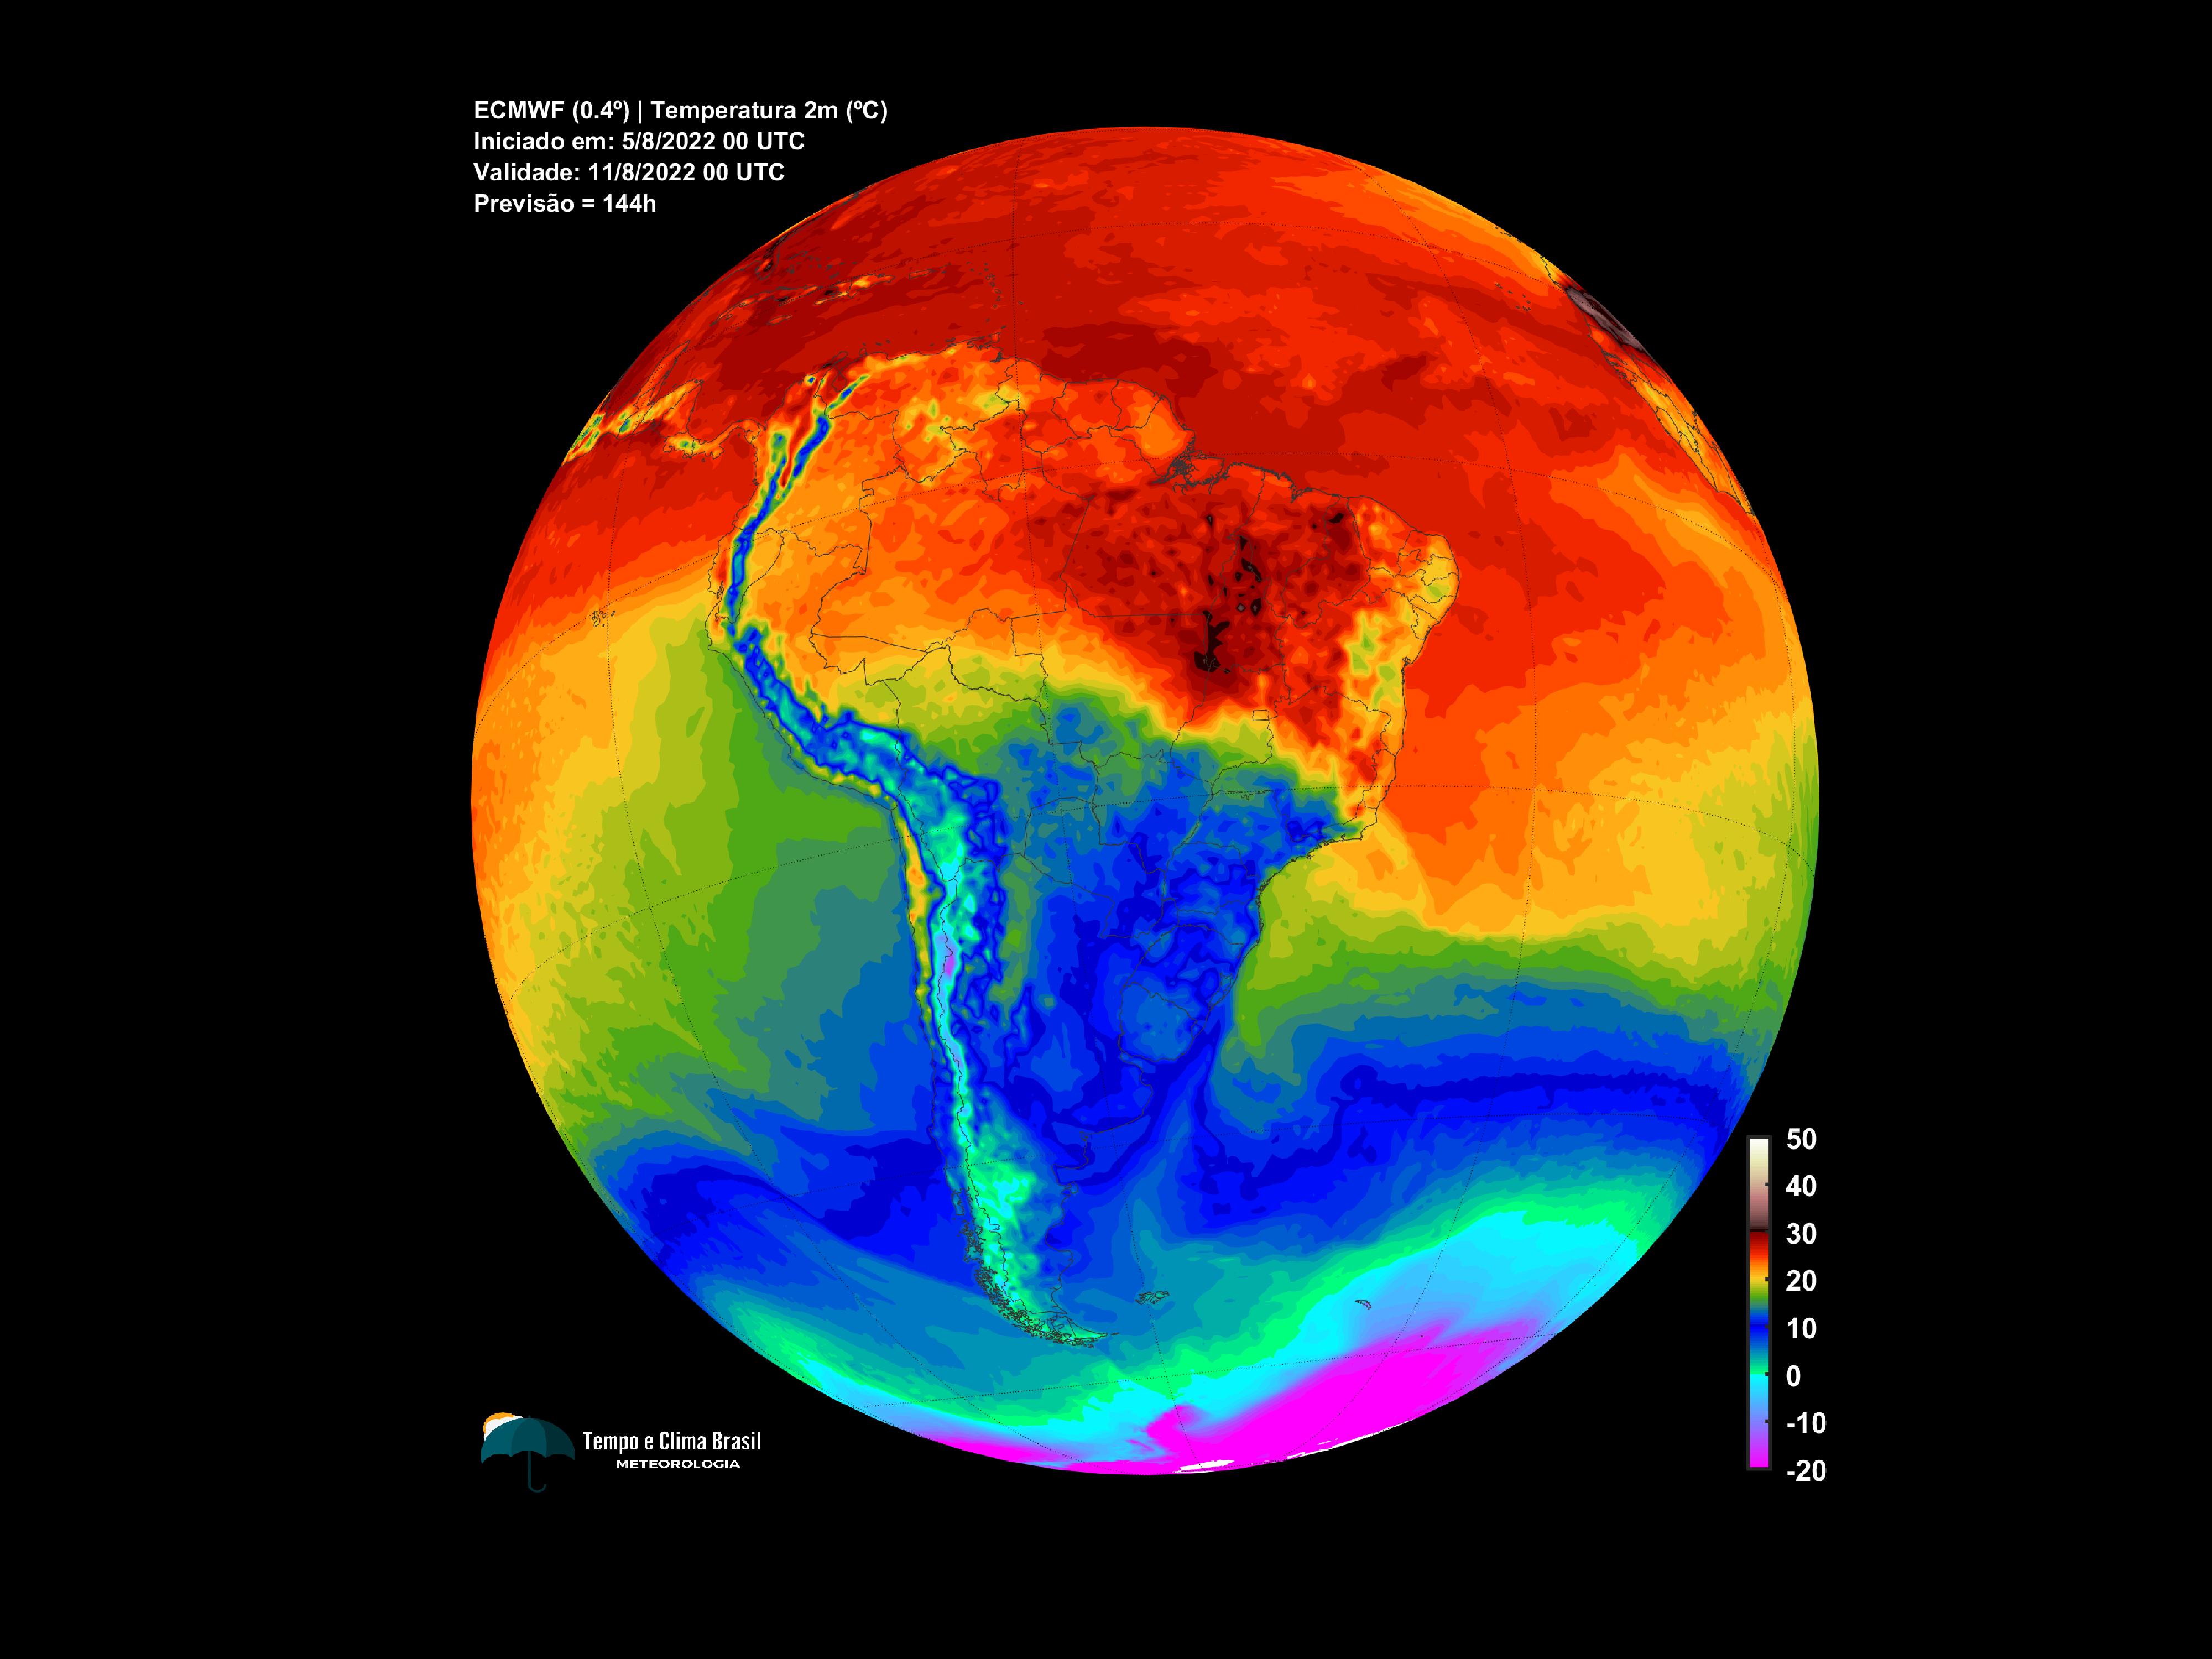 ECMWF (0.4º) | Temperatura 2m (ºC)
Iniciado em: 5/8/2022 00 UTC
Validade: 11/8/2022 00 UTC
Previsão = 144h
50
40
30
20
10
0
-10
-20
Tempo e Clima Brasil
METEOROLOGIA